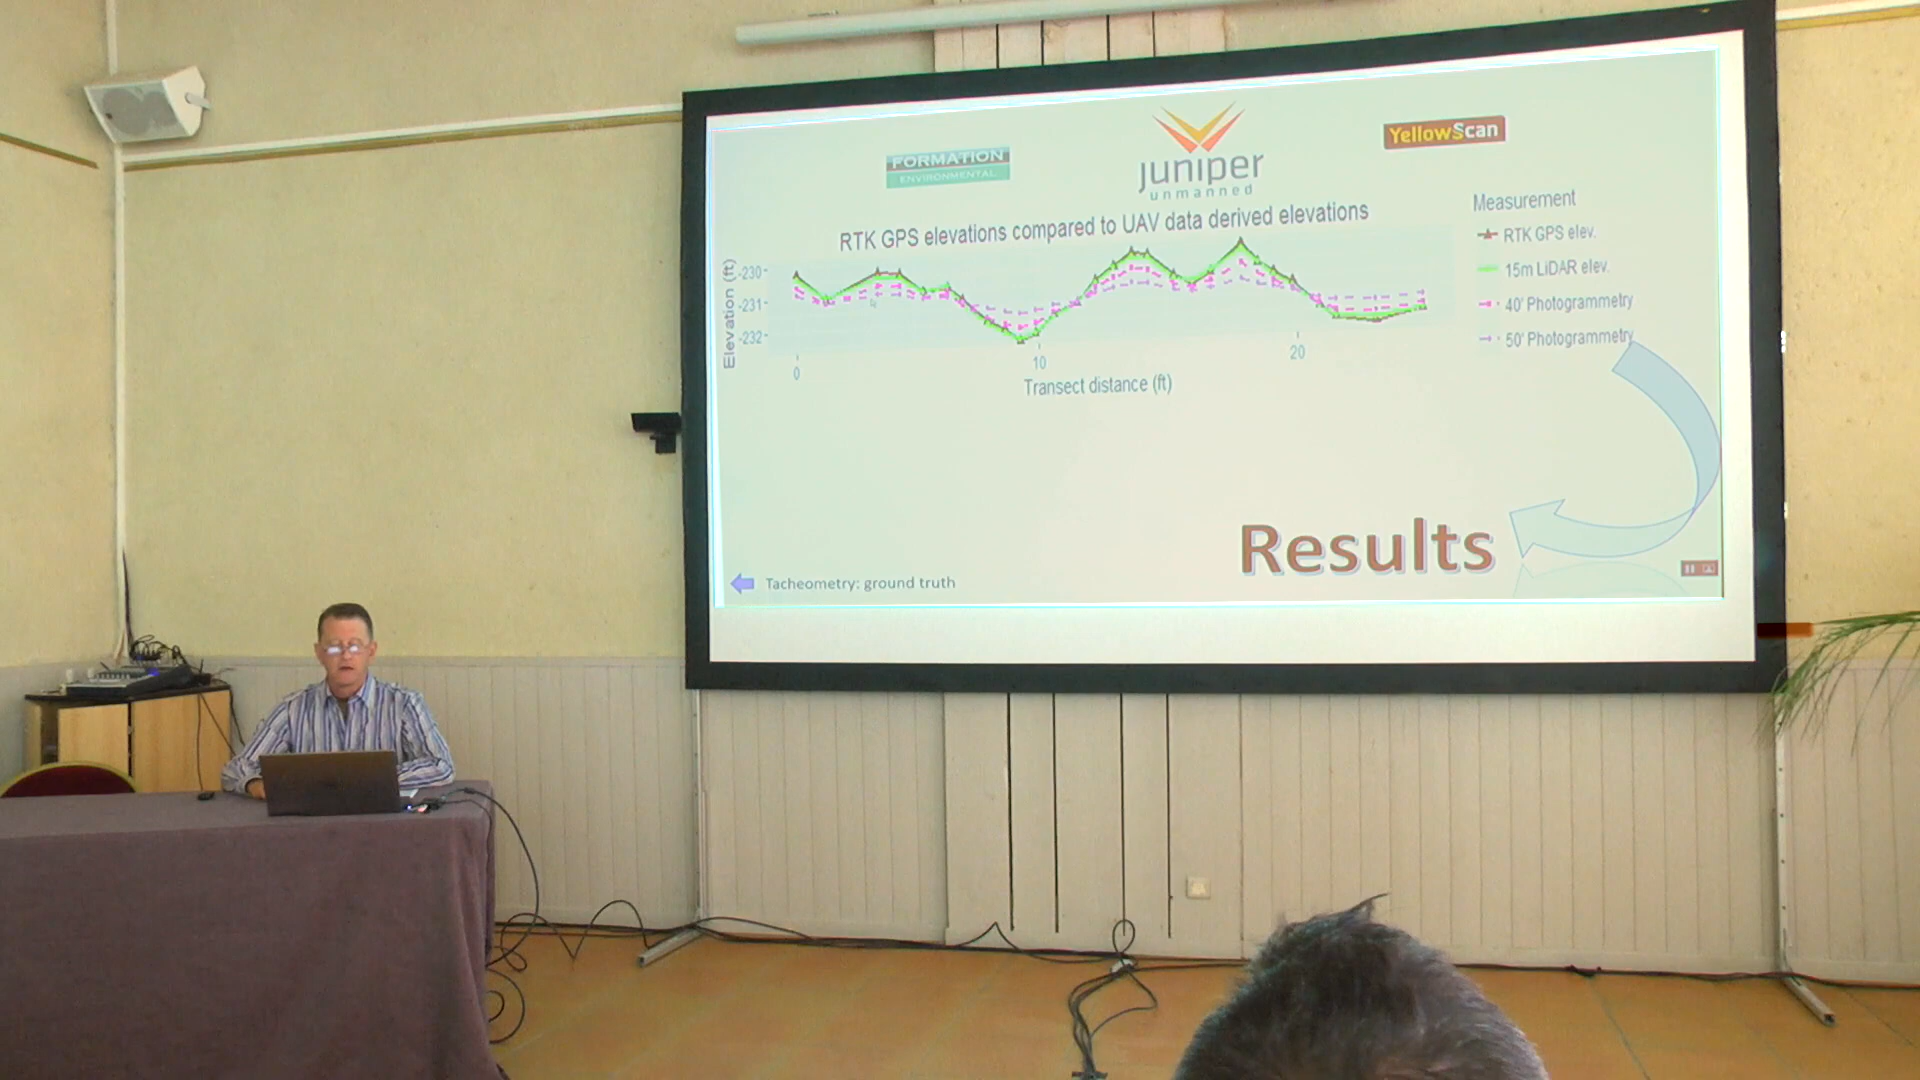 FORMATION
ENVIRONMENTAL
juniper
unmanned
YellowScan
RTK GPS elevations compared to UAV data derived elevations
Measurement
RTK GPS elev.
15m LiDAR elev.
40' Photogrammetry
50' Photogrammetry
Elevation (ft)
-230
-231
-232
0
10
20
Transect distance (ft)
Results
Tacheometry: ground truth